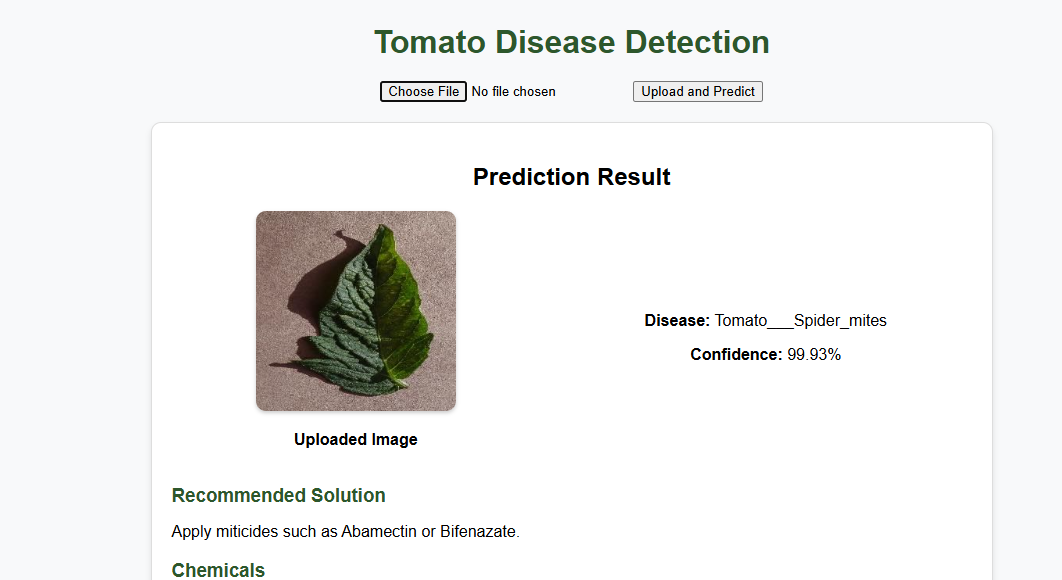 Tomato Disease Detection
Choose File No file chosen Upload and Predict
Prediction Result
Disease: Tomato___Spider_mites
Confidence: 99.93%
Uploaded Image
Recommended Solution
Apply miticides such as Abamectin or Bifenazate.
Chemicals